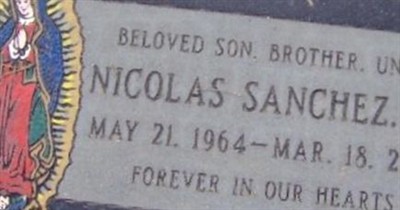 BELOVED SON. BROTHER. UN
NICOLAS SANCHEZ.
MAY 21. 1964-MAR. 18. 2
FOREVER IN OUR HEARTS